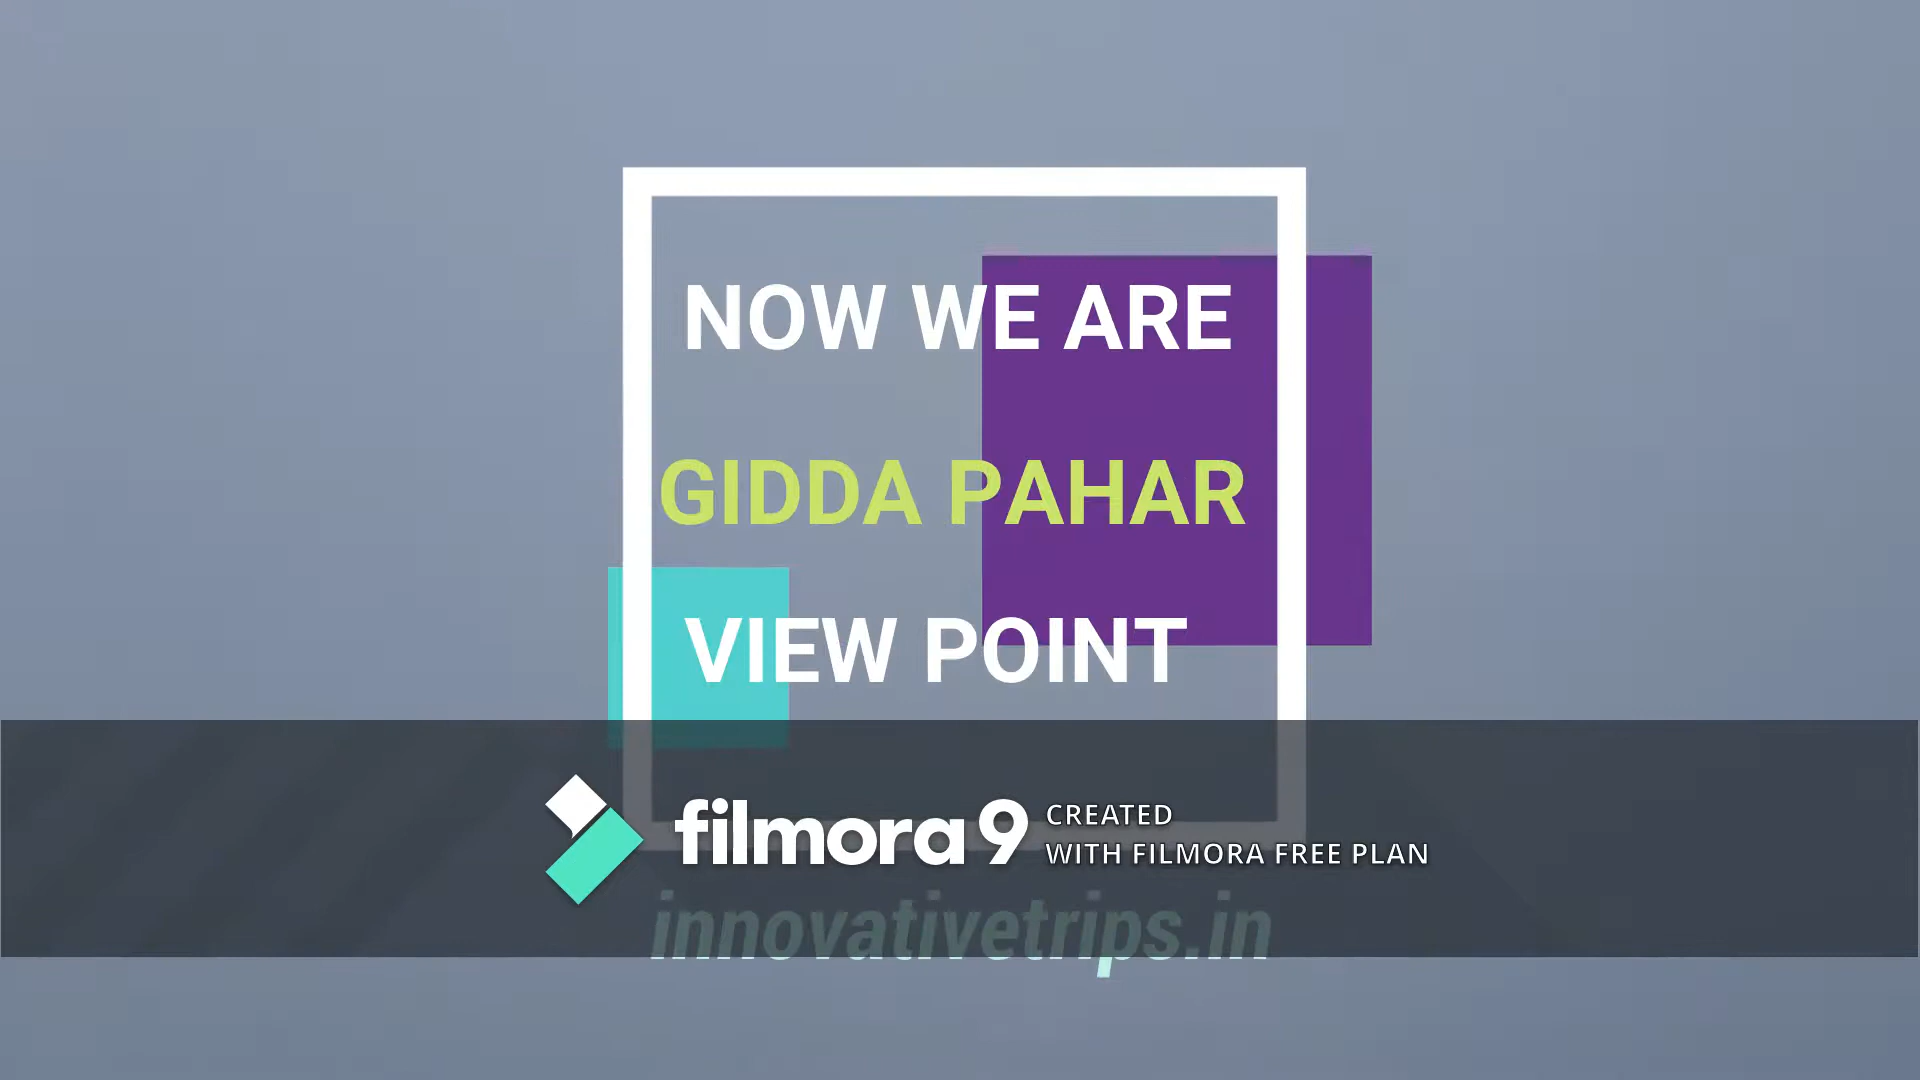 NOW WE ARE
GIDDA PAHAR
VIEW POINT
filmora 9 CREATED
WITH FILMORA FREE PLAN
innovativetrips.in